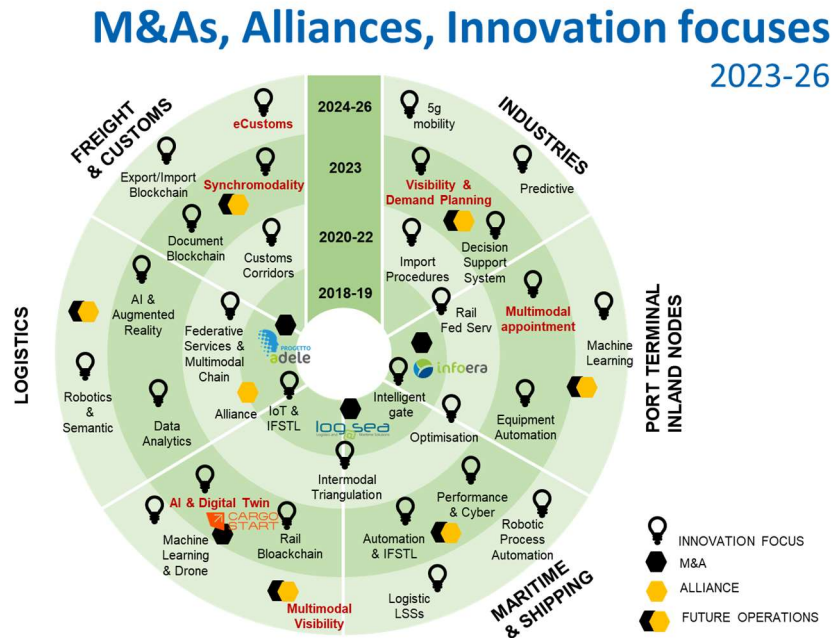 M&As, Alliances, Innovation focuses
2023-26
FREIGHT
& CUSTOMS
INDUSTRIES
LOGISTICS
PORT TERMINAL
INLAND NODES
MARITIME
& SHIPPING
2024-26
2023
2020-22
2018-19
eCustoms
Export/Import
Blockchain
Synchromodality
Document
Blockchain
Customs
Corridors
5g
mobility
Predictive
Visibility &
Demand Planning
Decision
Support
System
Import
Procedures
Rail
Fed Serv
Multimodal
appointment
Machine
Learning
Equipment
Automation
infoera
Intelligent
gate
Optimisation
AI &
Augmented
Reality
Federative
Services &
Multimodal
Chain
PROGETTO
adele
Robotics
&
Semantic
Data
Analytics
Alliance
IoT &
IFSTL
log@sea
Intermodal
Triangulation
AI & Digital Twin
CARGO
START
Machine
Learning
& Drone
Rail
Bloackchain
Multimodal
Visibility
Performance
& Cyber
Automation
& IFSTL
Robotic
Process
Automation
Logistic
LSSs
INNOVATION FOCUS
M&A
ALLIANCE
FUTURE OPERATIONS